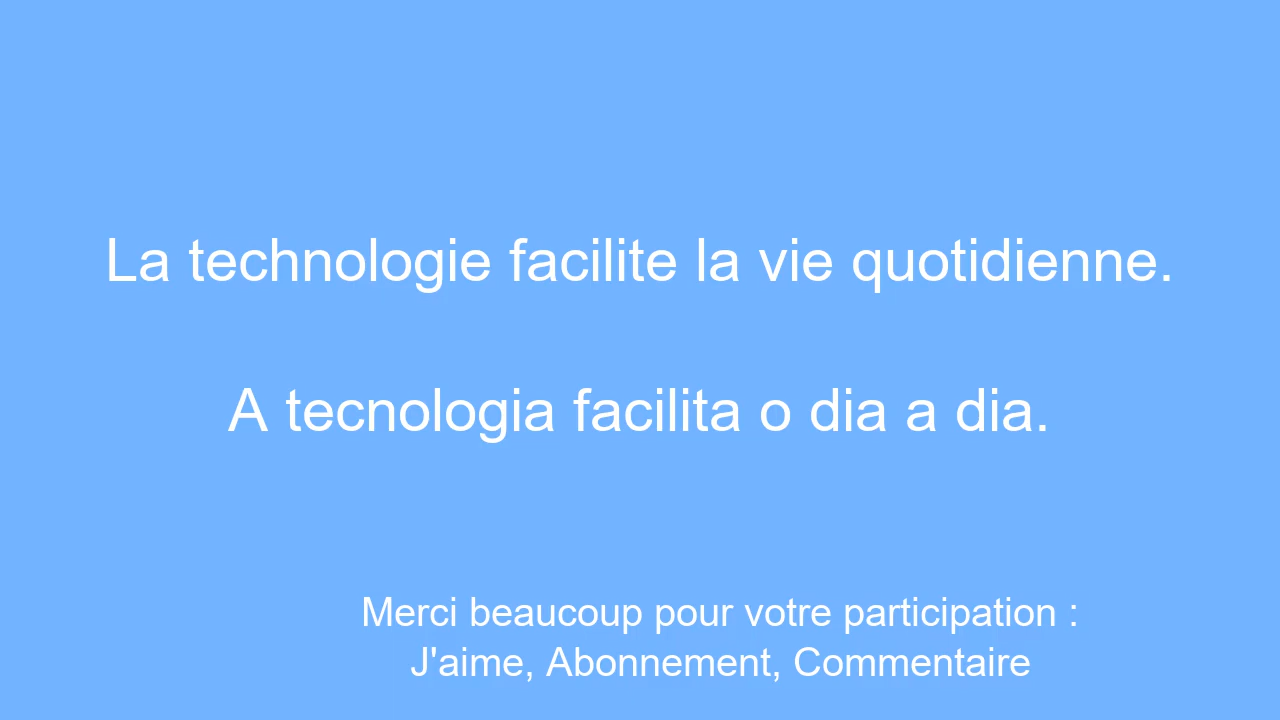 La technologie facilite la vie quotidienne.
A tecnologia facilita o dia a dia.
Merci beaucoup pour votre participation :
J'aime, Abonnement, Commentaire